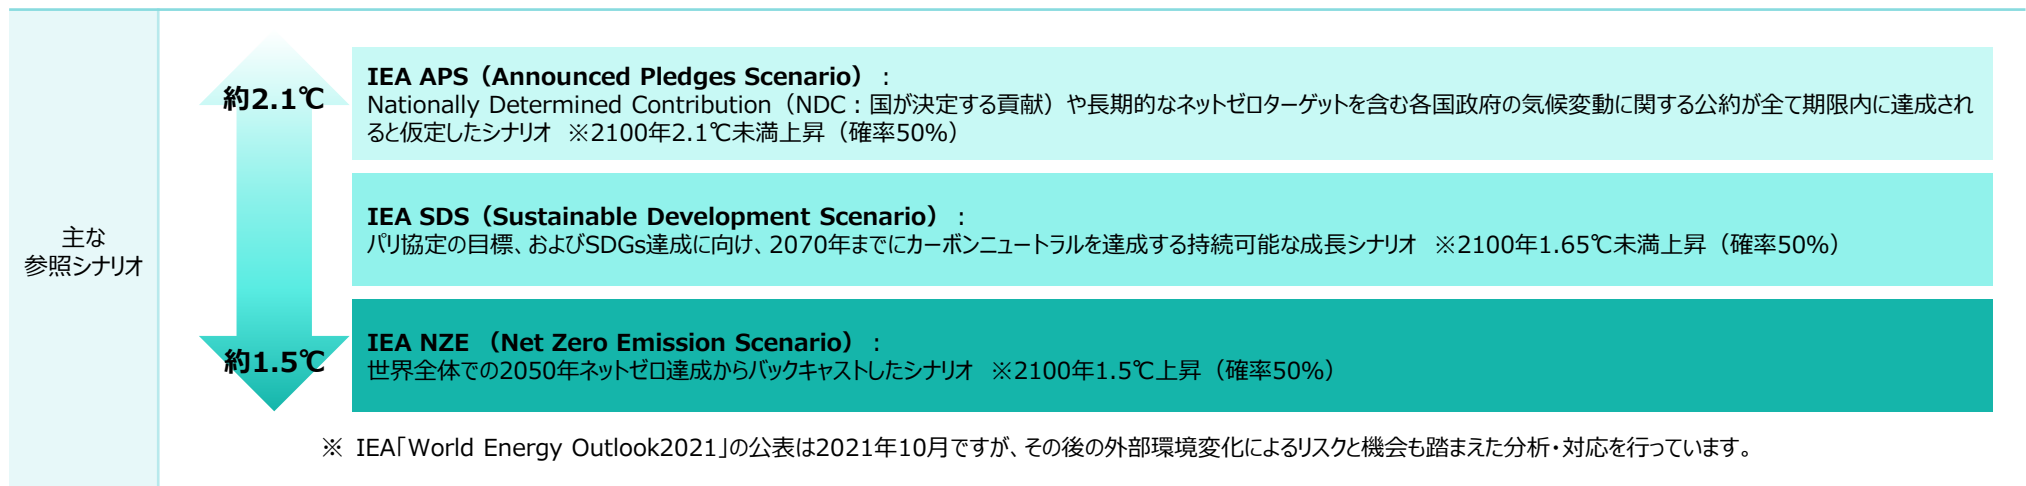 主な
参照シナリオ
約2.1℃
IEA APS（Announced Pledges Scenario）：
Nationally Determined Contribution（NDC：国が決定する貢献）や長期的なネットゼロターゲットを含む各国政府の気候変動に関する公約が全て期限内に達成され
ると仮定したシナリオ　※2100年2.1℃未満上昇（確率50%）
IEA SDS（Sustainable Development Scenario）：
パリ協定の目標、およびSDGs達成に向け、2070年までにカーボンニュートラルを達成する持続可能な成長シナリオ　※2100年1.65℃未満上昇（確率50%）
約1.5℃
IEA NZE （Net Zero Emission Scenario）：
世界全体での2050年ネットゼロ達成からバックキャストしたシナリオ　※2100年1.5℃上昇（確率50%）
※ IEA「World Energy Outlook2021」の公表は2021年10月ですが、その後の外部環境変化によるリスクと機会も踏まえた分析・対応を行っています。